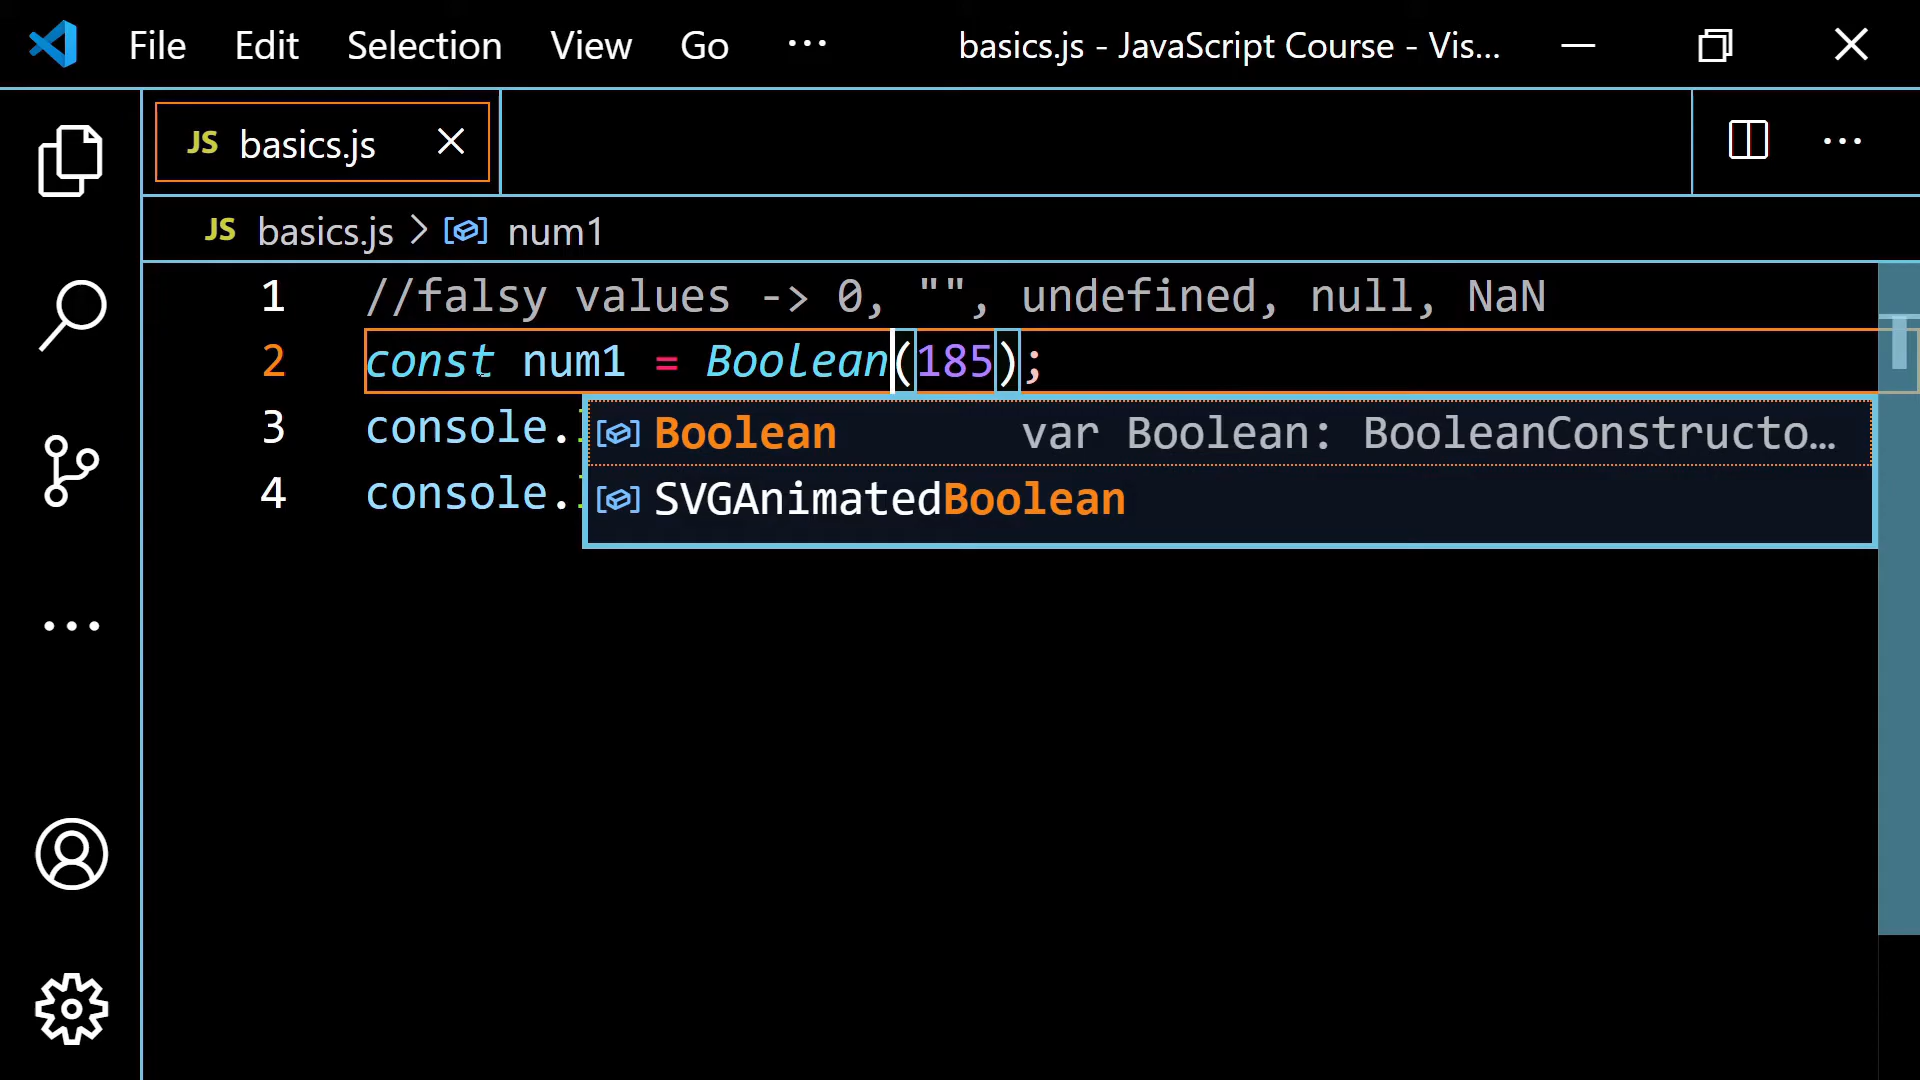 File Edit Selection View Go ··· basics.js - JavaScript Course - Vis...
JS basics.js
JS basics.js > num1
1 //falsy values -> 0, "", undefined, null, NaN
2 const num1 = Boolean(185);
3 console.
Boolean var Boolean: BooleanConstructo…
4 console.
SVGAnimatedBoolean